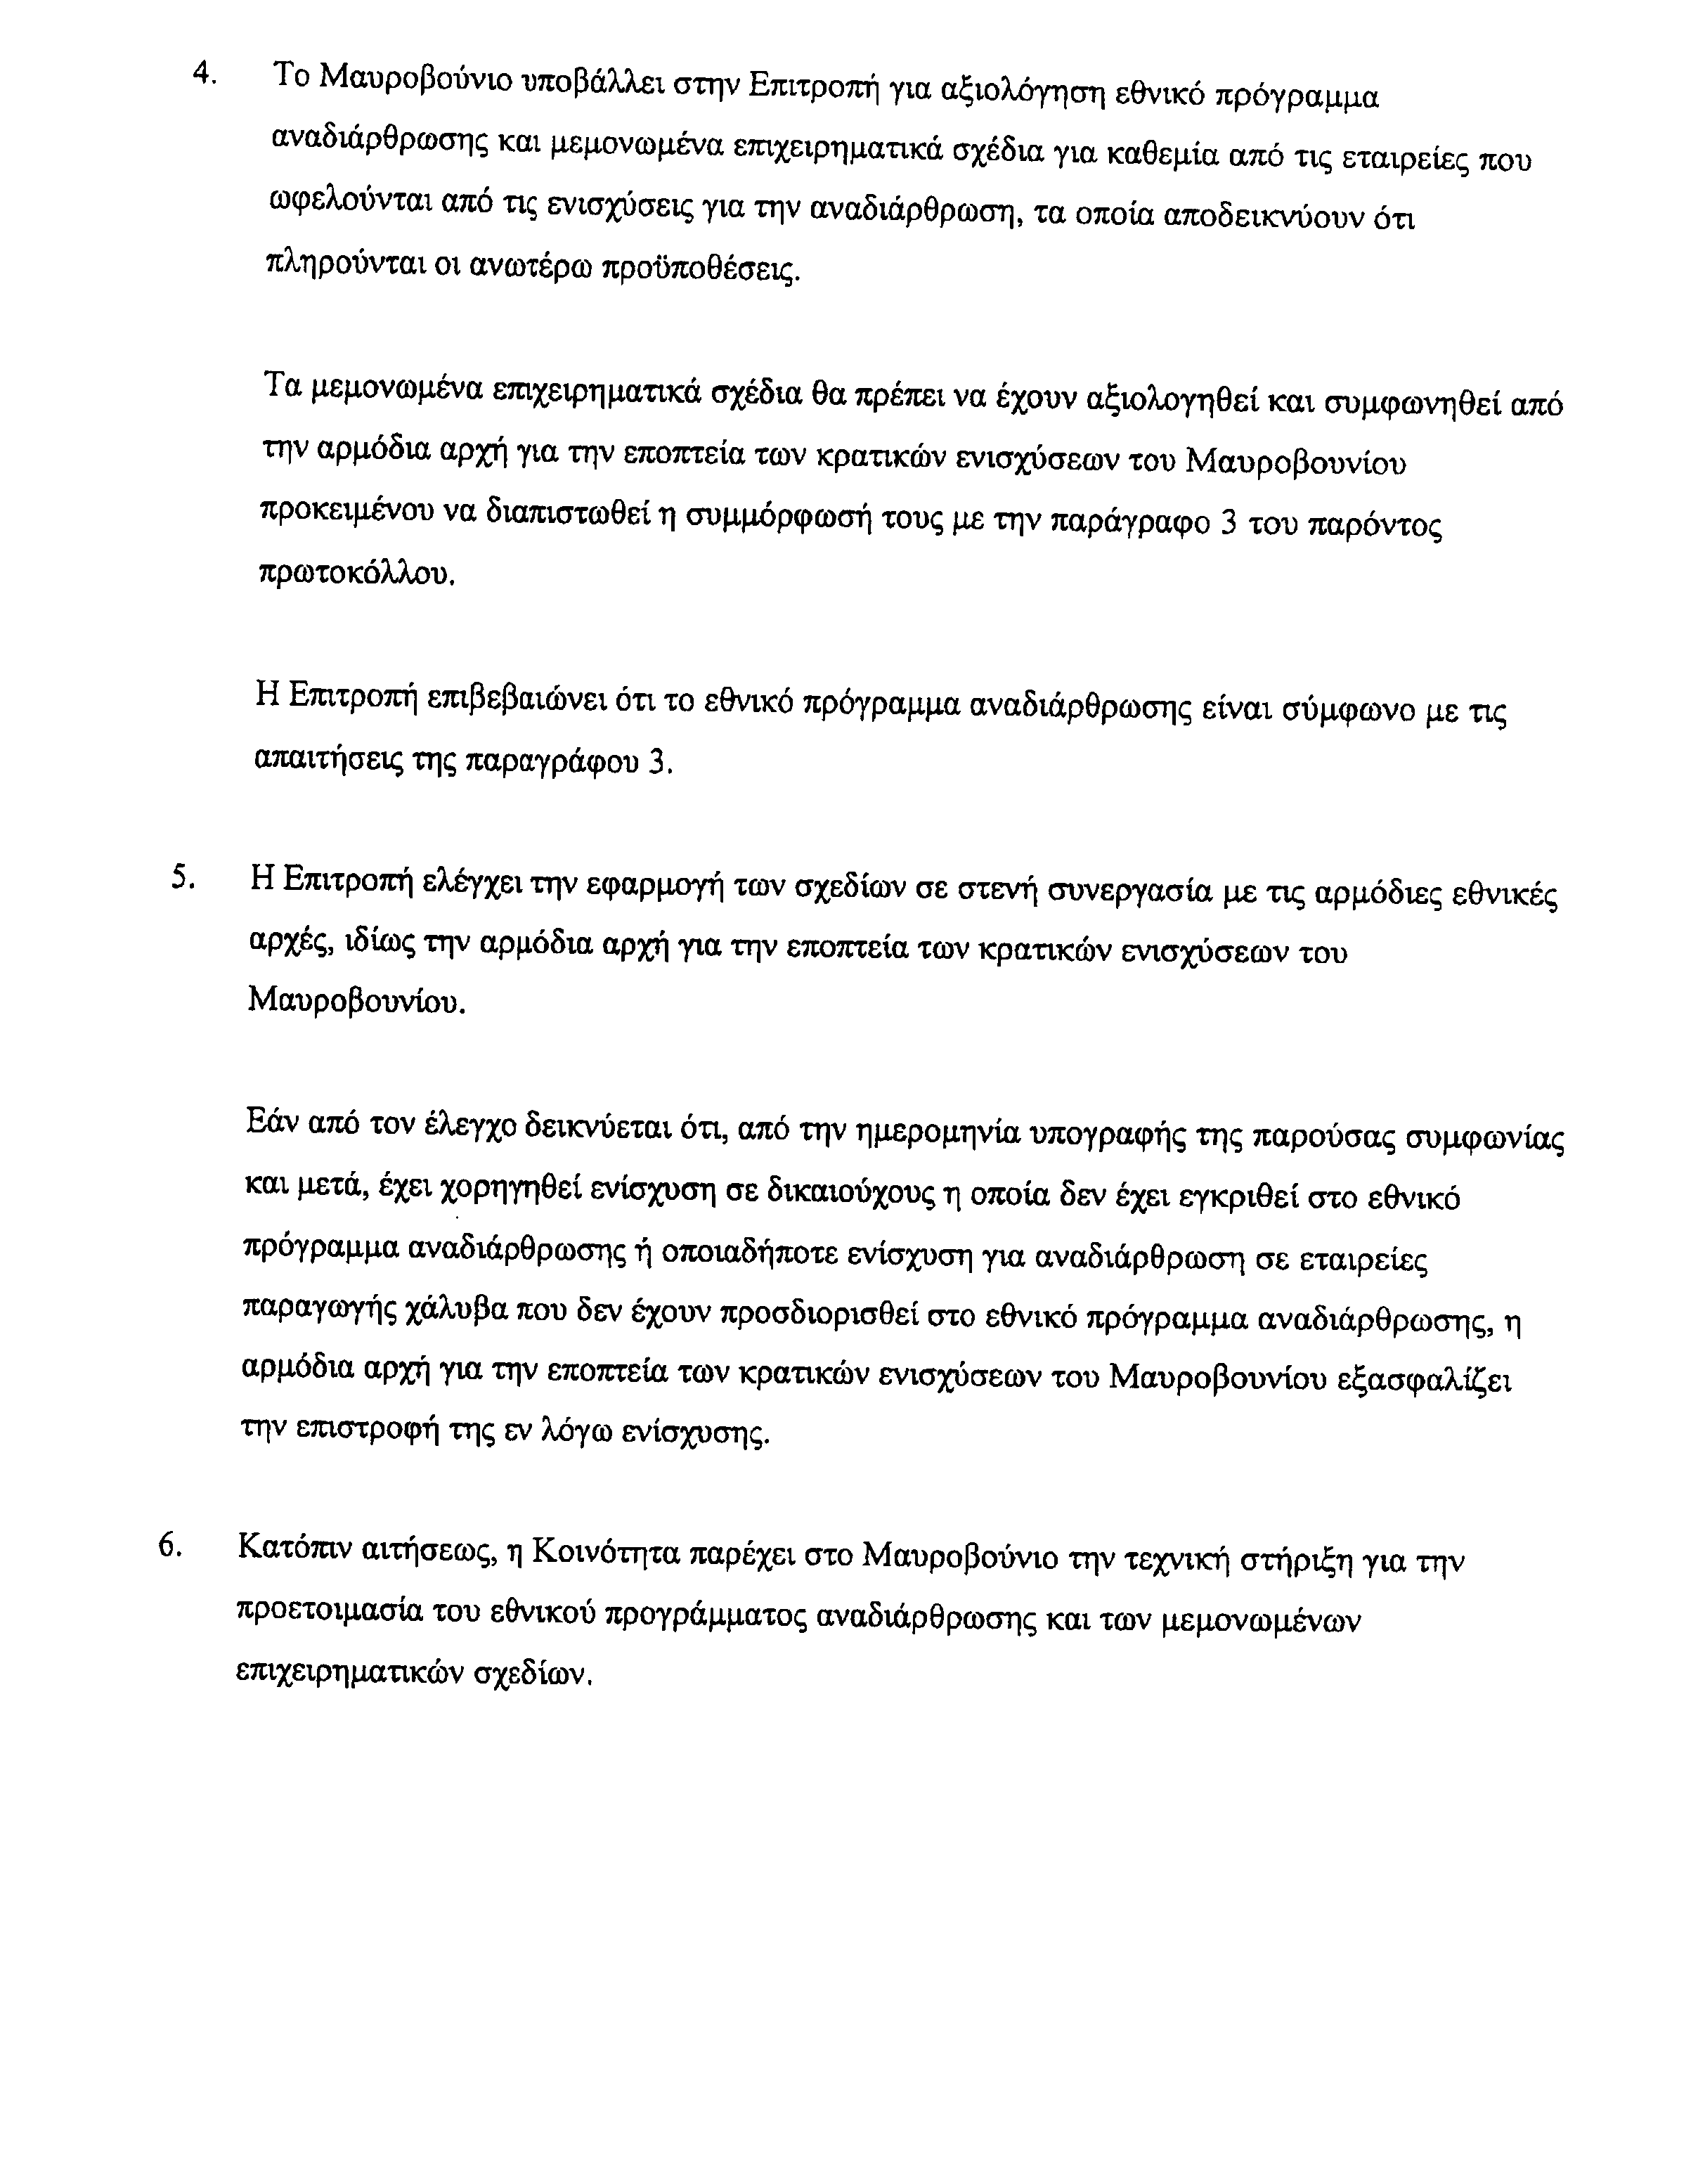 4. Το Μαυροβούνιο υποβάλλει στην Επιτροπή για αξιολόγηση εθνικό πρόγραμμα
αναδιάρθρωσης και μεμονωμένα επιχειρηματικά σχέδια για καθεμία από τις εταιρείες που
ωφελούνται από τις ενισχύσεις για την αναδιάρθρωση, τα οποία αποδεικνύουν ότι
πληρούνται οι ανωτέρω προϋποθέσεις.
Τα μεμονωμένα επιχειρηματικά σχέδια θα πρέπει να έχουν αξιολογηθεί και συμφωνηθεί από
την αρμόδια αρχή για την εποπτεία των κρατικών ενισχύσεων του Μαυροβουνίου
προκειμένου να διαπιστωθεί η συμμόρφωσή τους με την παράγραφο 3 του παρόντος
πρωτοκόλλου.
Η Επιτροπή επιβεβαιώνει ότι το εθνικό πρόγραμμα αναδιάρθρωσης είναι σύμφωνο με τις
απαιτήσεις της παραγράφου 3.
5. Η Επιτροπή ελέγχει την εφαρμογή των σχεδίων σε στενή συνεργασία με τις αρμόδιες εθνικές
αρχές, ιδίως την αρμόδια αρχή για την εποπτεία των κρατικών ενισχύσεων του
Μαυροβουνίου.
Εάν από τον έλεγχο δεικνύεται ότι, από την ημερομηνία υπογραφής της παρούσας συμφωνίας
και μετά, έχει χορηγηθεί ενίσχυση σε δικαιούχους η οποία δεν έχει εγκριθεί στο εθνικό
πρόγραμμα αναδιάρθρωσης ή οποιαδήποτε ενίσχυση για αναδιάρθρωση σε εταιρείες
παραγωγής χάλυβα που δεν έχουν προσδιορισθεί στο εθνικό πρόγραμμα αναδιάρθρωσης, η
αρμόδια αρχή για την εποπτεία των κρατικών ενισχύσεων του Μαυροβουνίου εξασφαλίζει
την επιστροφή της εν λόγω ενίσχυσης.
6. Κατόπιν αιτήσεως, η Κοινότητα παρέχει στο Μαυροβούνιο την τεχνική στήριξη για την
προετοιμασία του εθνικού προγράμματος αναδιάρθρωσης και των μεμονωμένων
επιχειρηματικών σχεδίων.